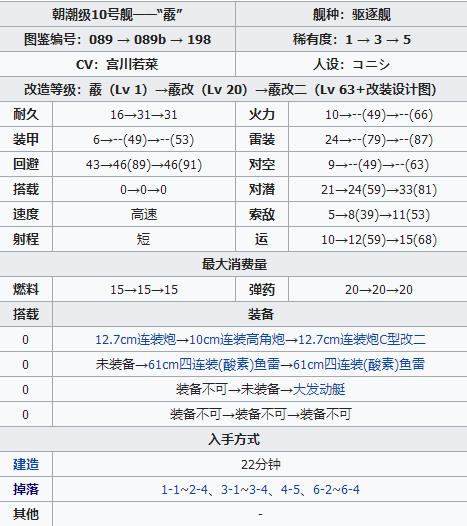 朝潮级10号舰——“霰” 舰种：驱逐舰
图鉴编号：089 → 089b → 198 稀有度：1 → 3 → 5
CV：宫川若菜 人设：コニシ
改造等级：霰（Lv 1）→霰改（Lv 20）→霰改二（Lv 63+改装设计图）
耐久 16→31→31 火力 10→--(49)→--(66)
装甲 6→--(49)→--(53) 雷装 24→--(79)→--(87)
回避 43→46(89)→46(91) 对空 9→--(49)→--(63)
搭载 0→0→0 对潜 21→24(59)→33(81)
速度 高速 索敌 5→8(39)→11(53)
射程 短 运 10→12(59)→15(68)
最大消费量
燃料 15→15→15 弹药 20→20→20
搭载 装备
0 12.7cm连装炮→10cm连装高角炮→12.7cm连装炮C型改二
0 未装备→61cm四连装(酸素)鱼雷→61cm四连装(酸素)鱼雷
0 装备不可→未装备→大发动艇
0 装备不可→装备不可→装备不可
入手方式
建造 22分钟
掉落 1-1~2-4、3-1~3-4、4-5、6-2~6-4
其他 -